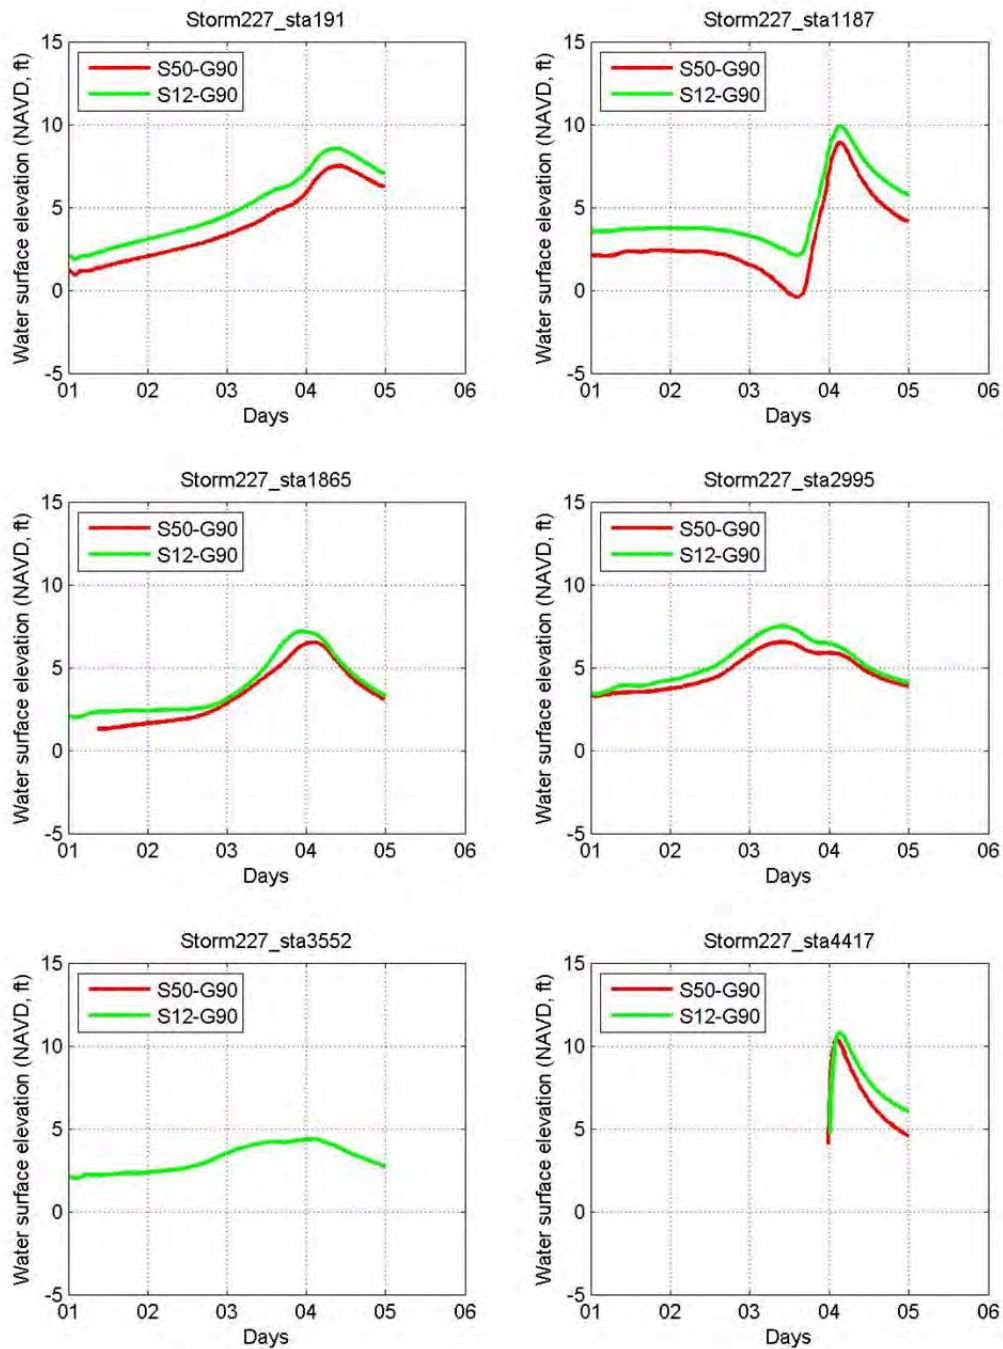 Storm227_sta191
Water surface elevation (NAVD, ft)
15
10
5
0
-5
S50-G90
S12-G90
01 02 03 04 05 06
Days
Storm227_sta1187
Water surface elevation (NAVD, ft)
15
10
5
0
-5
S50-G90
S12-G90
01 02 03 04 05 06
Days
Storm227_sta1865
Water surface elevation (NAVD, ft)
15
10
5
0
-5
S50-G90
S12-G90
01 02 03 04 05 06
Days
Storm227_sta2995
Water surface elevation (NAVD, ft)
15
10
5
0
-5
S50-G90
S12-G90
01 02 03 04 05 06
Days
Storm227_sta3552
Water surface elevation (NAVD, ft)
15
10
5
0
-5
S50-G90
S12-G90
01 02 03 04 05 06
Days
Storm227_sta4417
Water surface elevation (NAVD, ft)
15
10
5
0
-5
S50-G90
S12-G90
01 02 03 04 05 06
Days